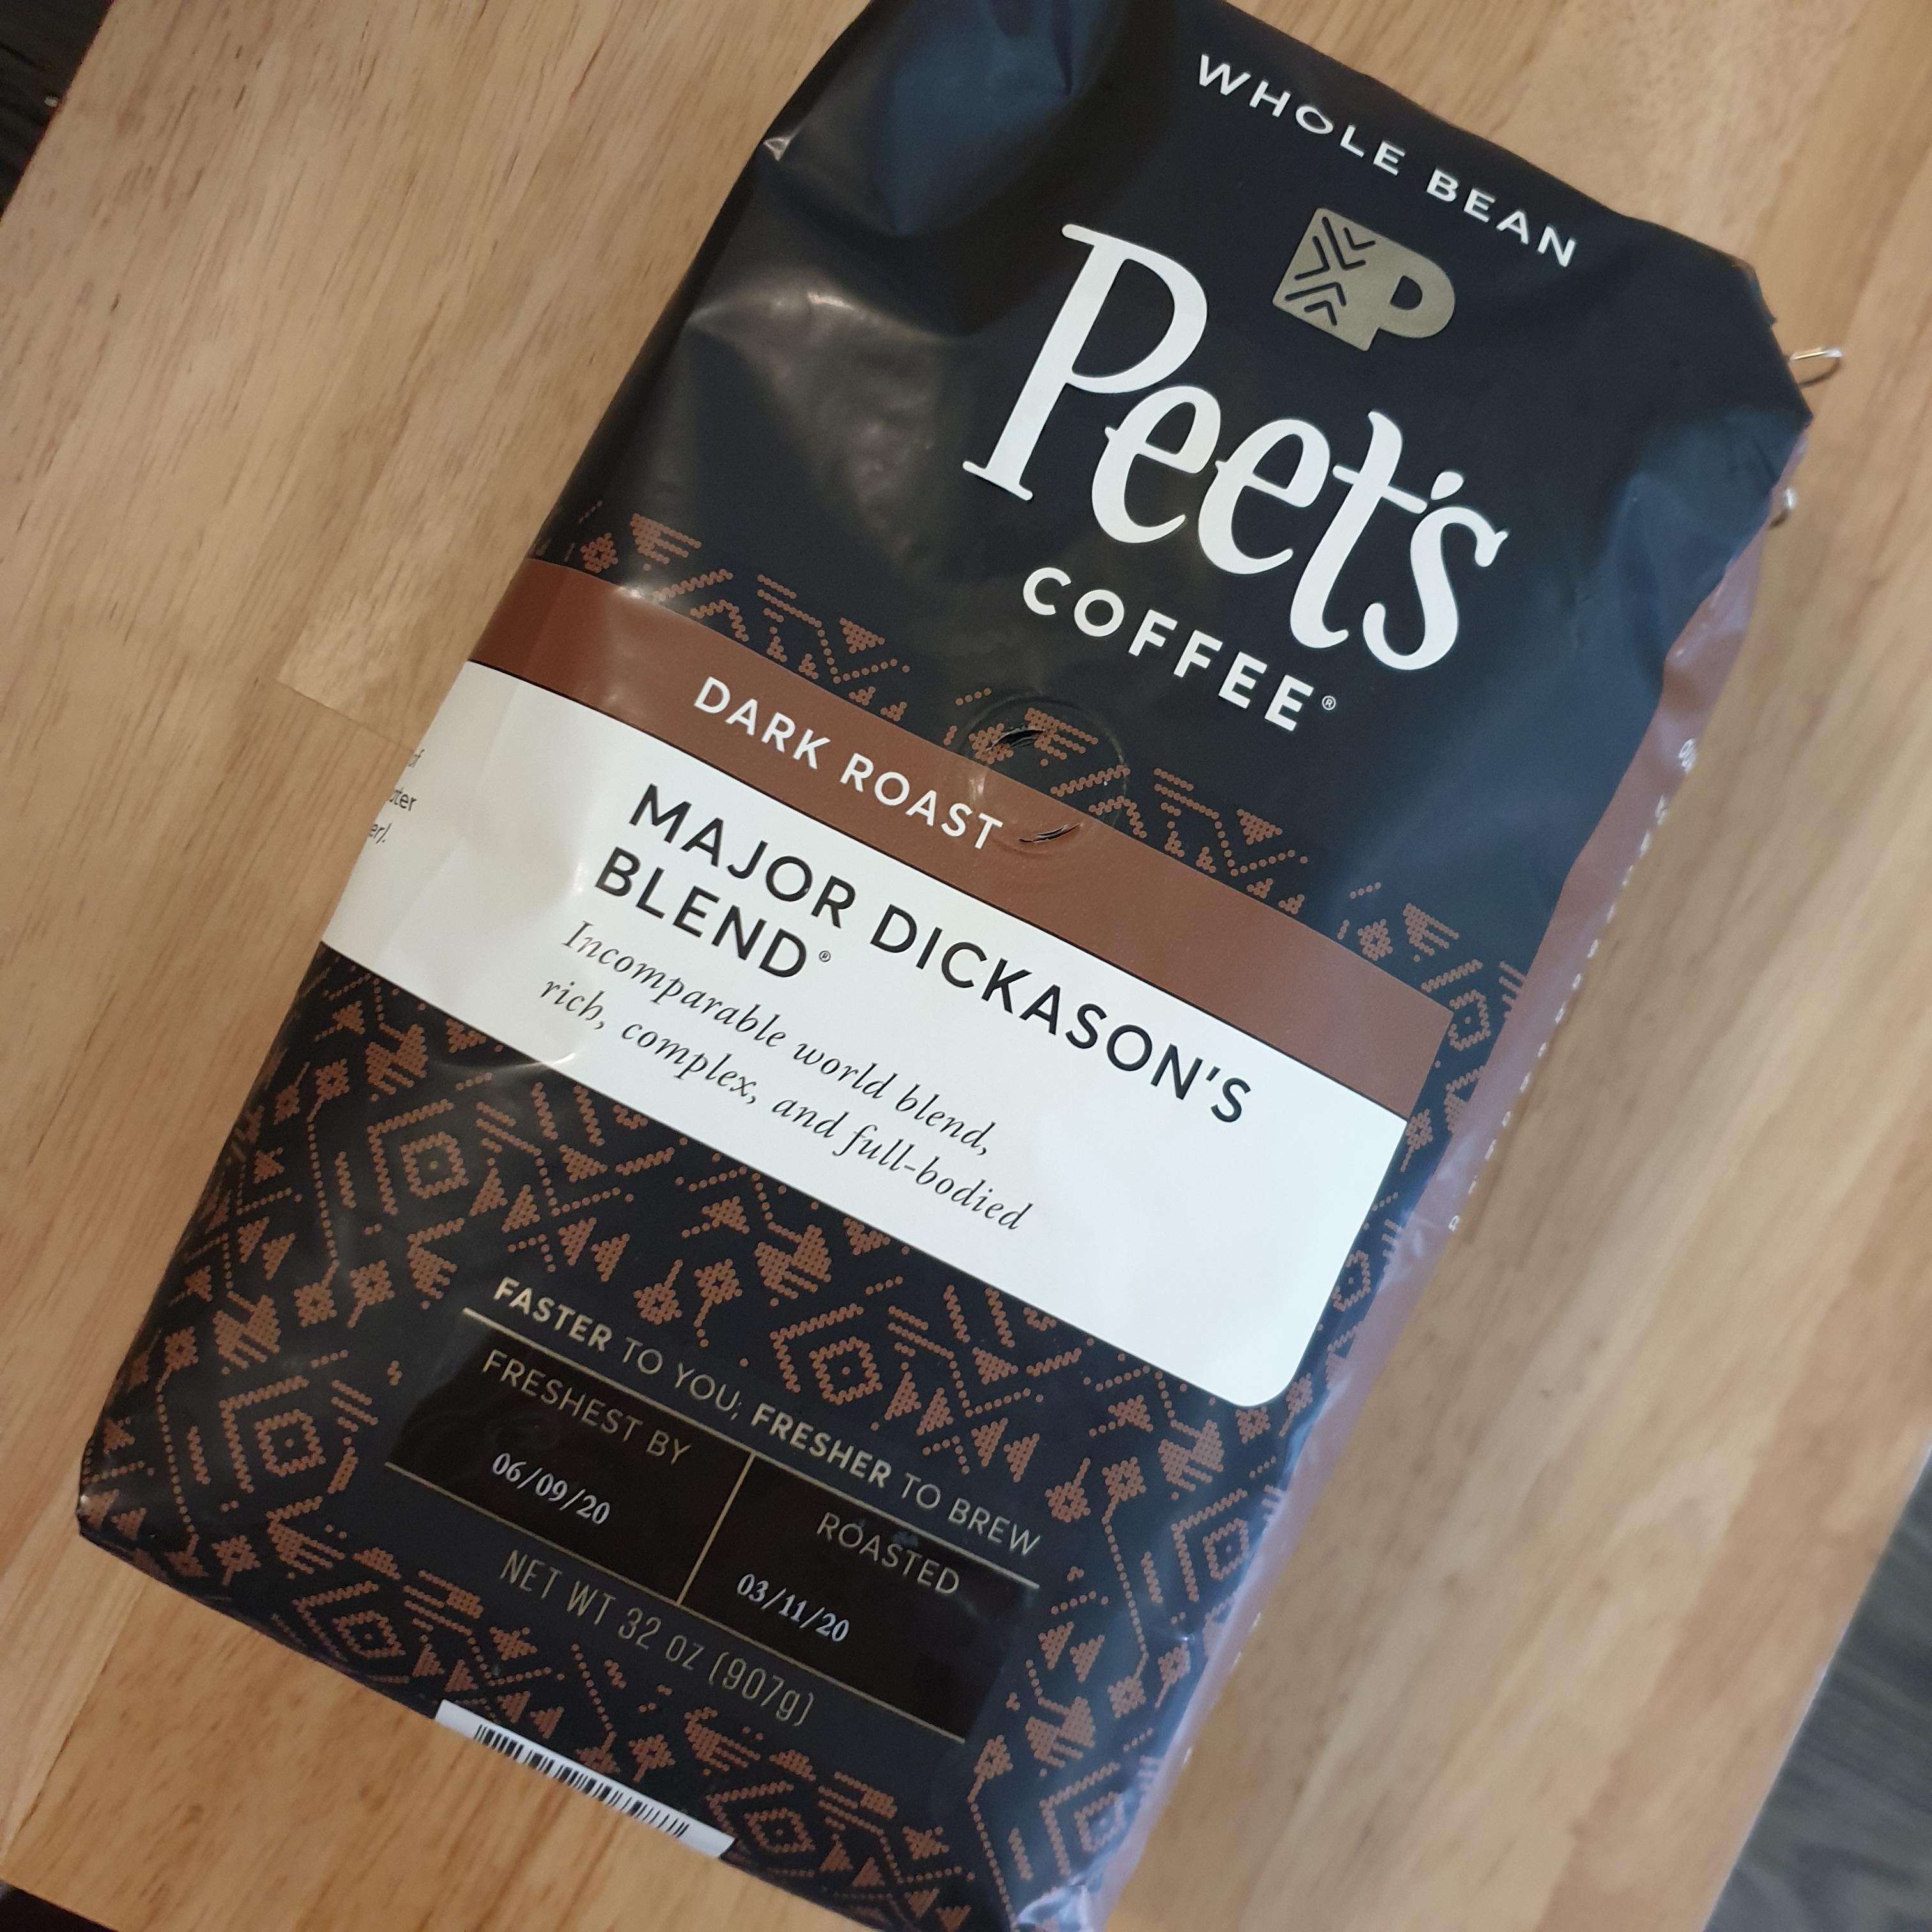 WHOLE BEAN
P
Peet's
COFFEE®
DARK ROAST
MAJOR DICKASON'S
BLEND®
Incomparable world blend,
rich, complex, and full-bodied
FASTER TO YOU; FRESHER TO BREW
FRESHEST BY
06/09/20
ROASTED
03/11/20
NET WT 32 oz (907g)